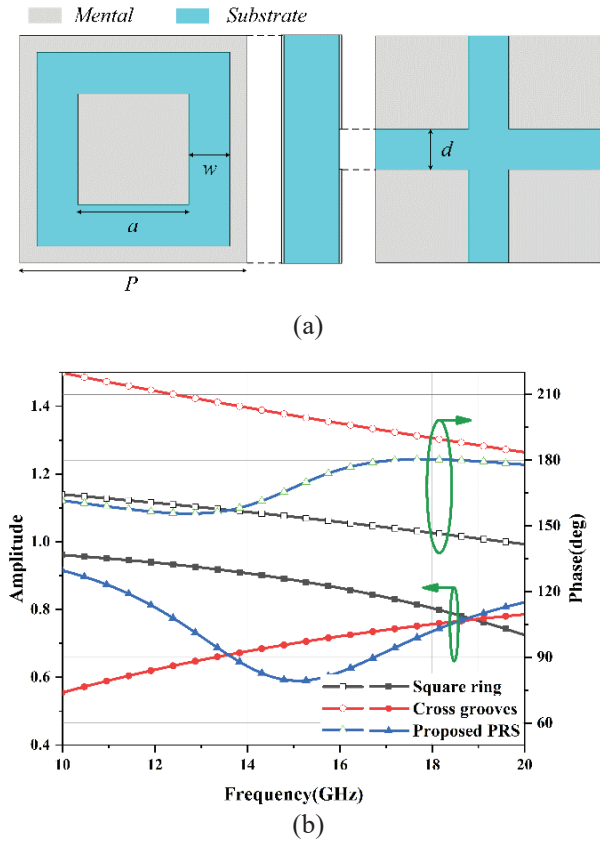 Mental Substrate
w
a
P
d
(a)
1.4
1.2
1.0
0.8
0.6
0.4
Amplitude
210
180
150
120
90
60
Phase(deg)
Square ring
Cross grooves
Proposed PRS
10 12 14 16 18 20
Frequency(GHz)
(b)